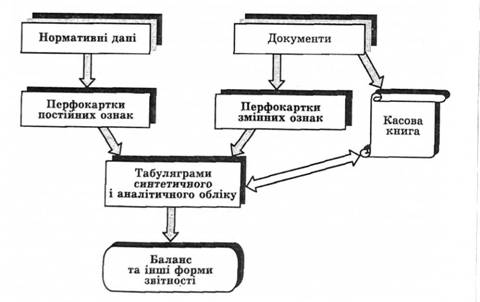 Нормативні дані
Документи
Перфокартки
постійних ознак
Перфокартки
змінних ознак
Касова
книга
Табуляграми
синтетичного
і аналітичного обліку
Баланс
та інші форми
звітності